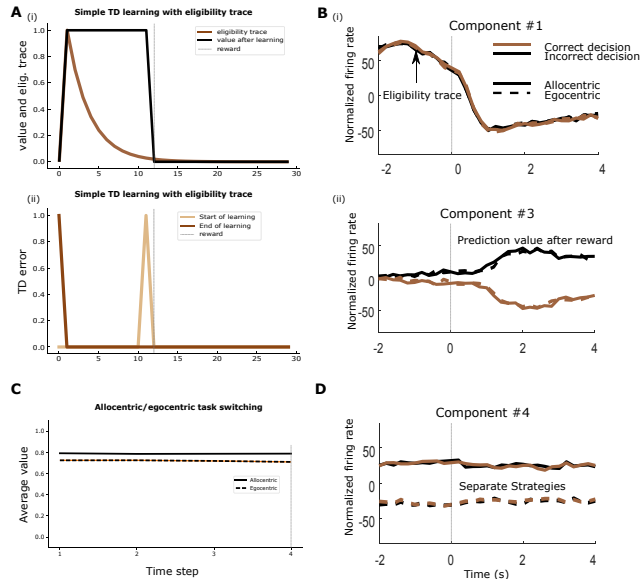 A
(i)
Simple TD learning with eligibility trace
eligibility trace
value after learning
reward
value and elig. trace
1.0
0.8
0.6
0.4
0.2
0.0
0 5 10 15 20 25 30
(ii)
Simple TD learning with eligibility trace
Start of learning
End of learning
reward
TD error
1.0
0.8
0.6
0.4
0.2
0.0
0 5 10 15 20 25 30
B
(i)
Component #1
Correct decision
Incorrect decision
Allocentric
Egocentric
Eligibility trace
Normalized firing rate
50
0
-50
-2 0 2 4
(ii)
Component #3
Prediction value after reward
Normalized firing rate
50
0
-50
-2 0 2 4
C
Allocentric/egocentric task switching
Allocentric
Egocentric
Average value
0.8
0.6
0.4
0.2
0.0
1 2 3 4
Time step
D
Component #4
Separate Strategies
Normalized firing rate
50
0
-50
-2 0 2 4
Time (s)